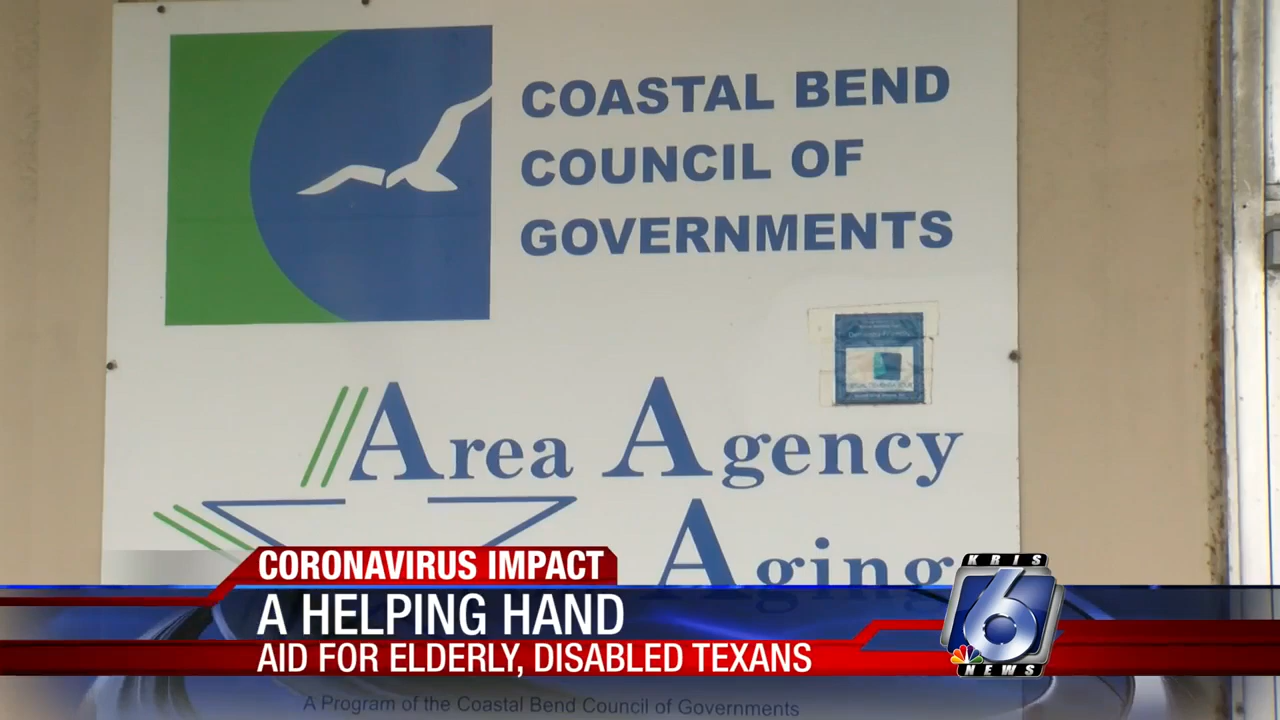 COASTAL BEND
COUNCIL OF
GOVERNMENTS
Area Agency
Aging
CORONAVIRUS IMPACT
A HELPING HAND
AID FOR ELDERLY, DISABLED TEXANS
KRIS
6
NEWS
A Program of the Coastal Bend Council of Governments